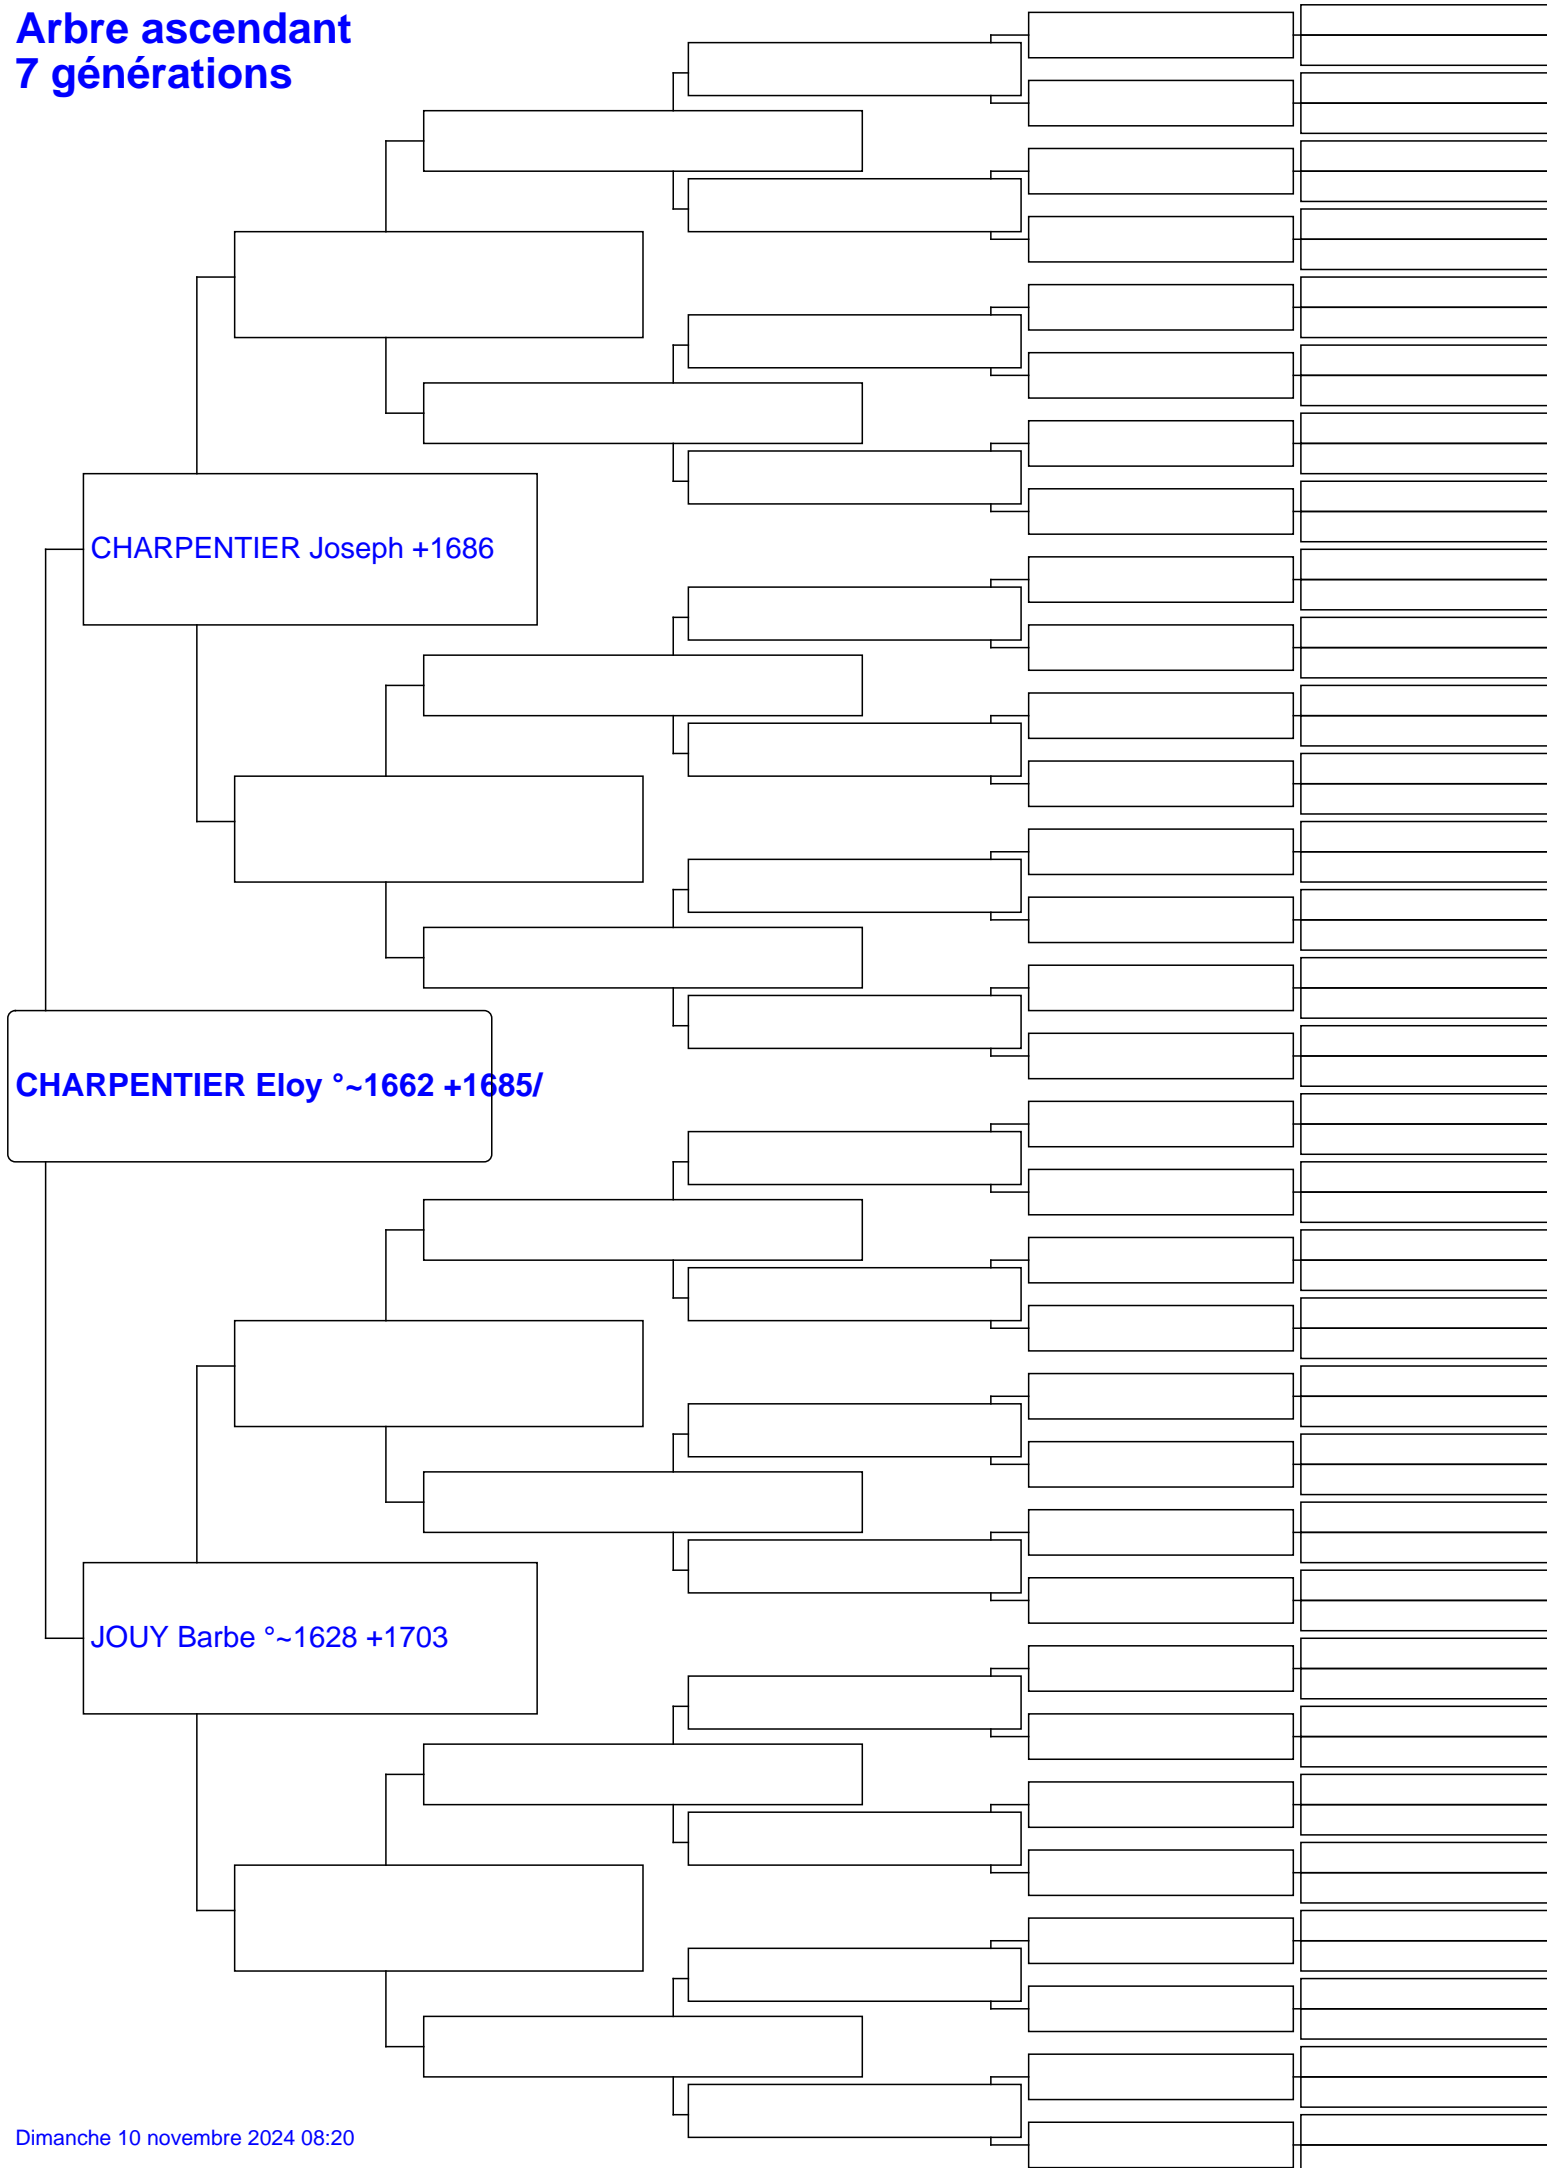 Arbre ascendant
7 générations
CHARPENTIER Joseph +1686
CHARPENTIER Eloy °~1662 +1685/
JOUY Barbe °~1628 +1703
Dimanche 10 novembre 2024 08:20